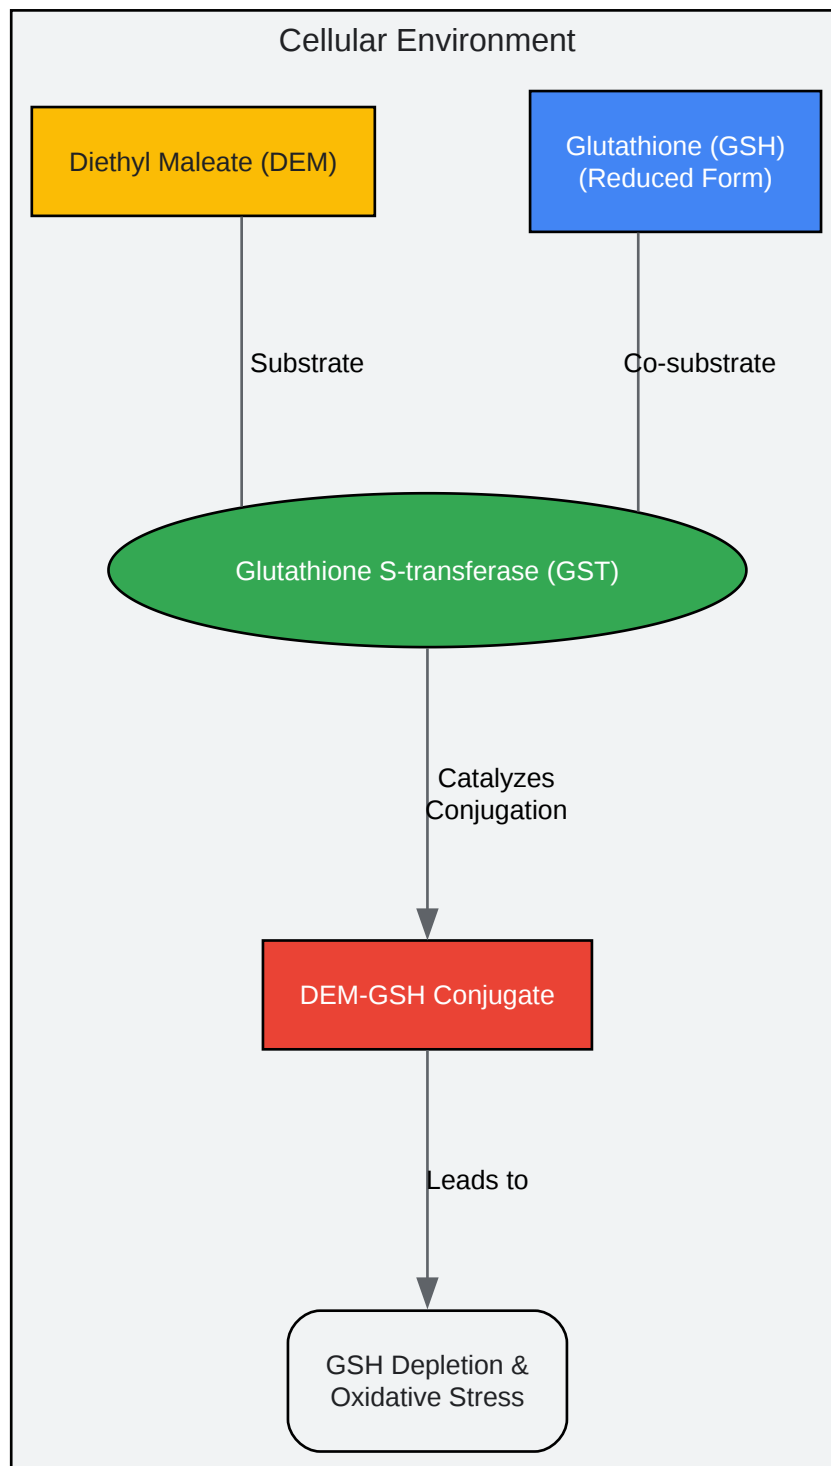 Cellular Environment
Diethyl Maleate (DEM)
Glutathione (GSH)
(Reduced Form)
Substrate
Co-substrate
Glutathione S-transferase (GST)
Catalyzes
Conjugation
DEM-GSH Conjugate
Leads to
GSH Depletion &
Oxidative Stress